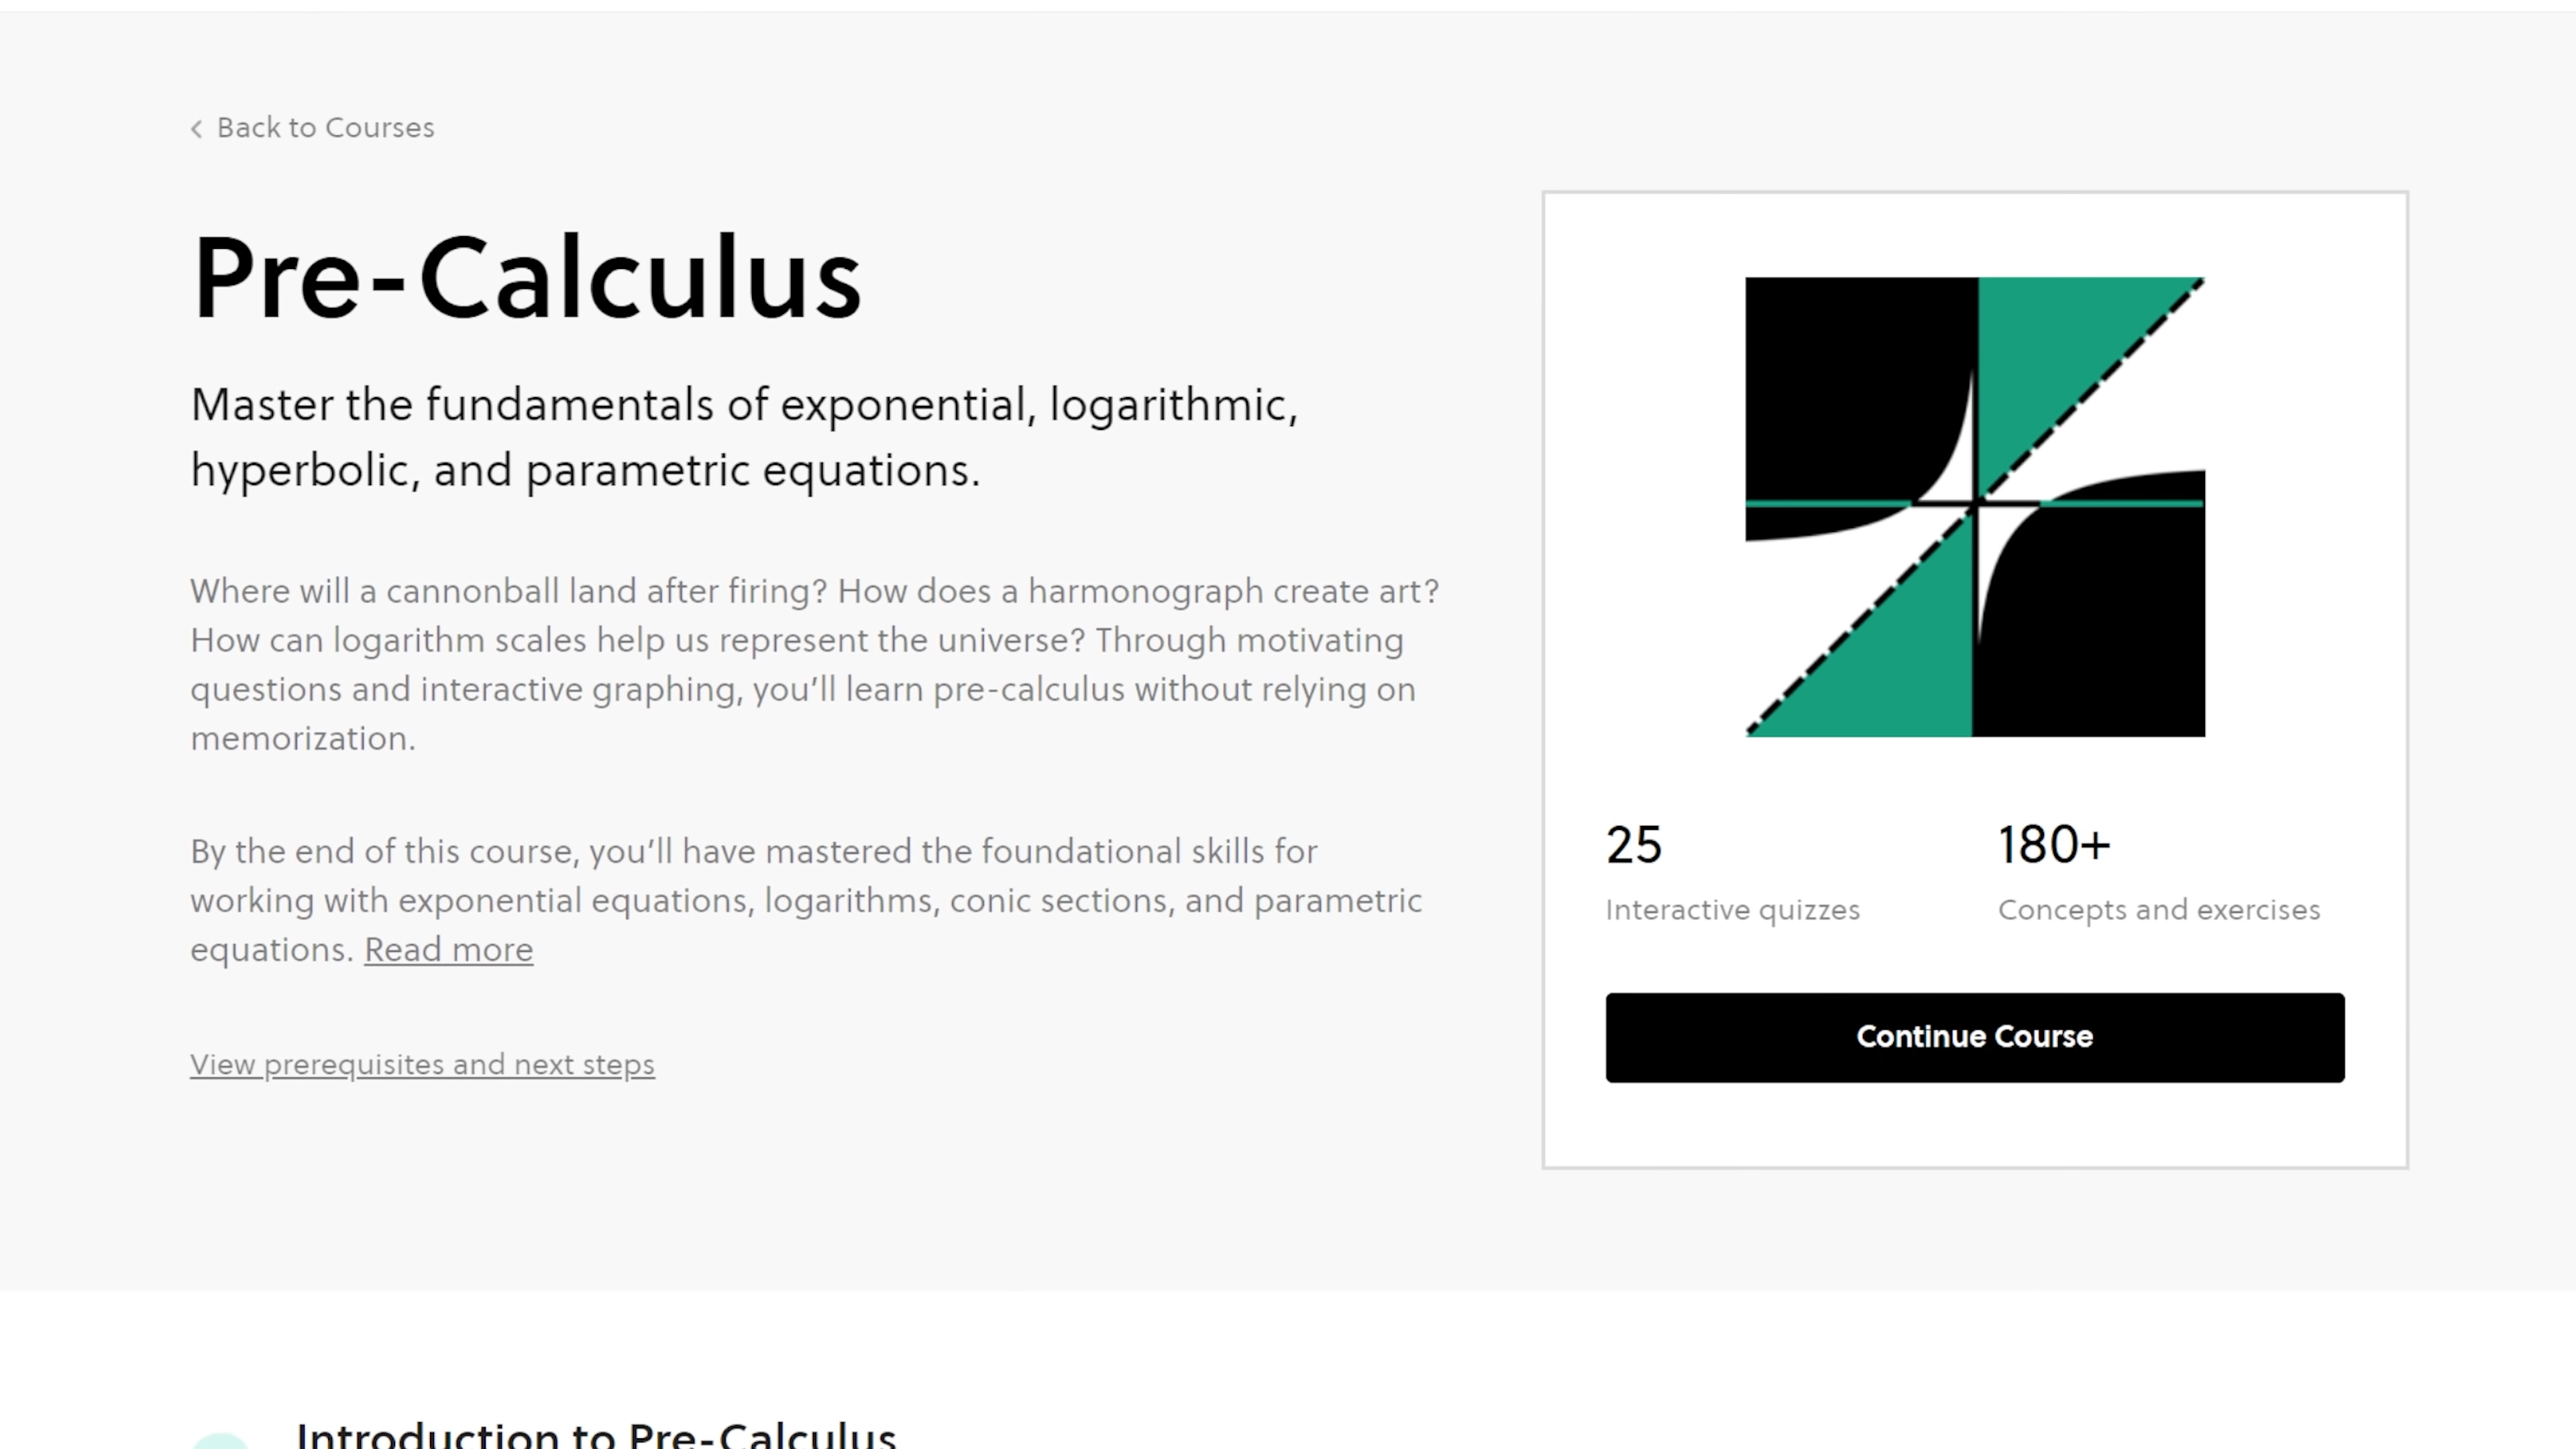 Back to Courses
Pre-Calculus
Master the fundamentals of exponential, logarithmic,
hyperbolic, and parametric equations.
Where will a cannonball land after firing? How does a harmonograph create art?
How can logarithm scales help us represent the universe? Through motivating
questions and interactive graphing, you’ll learn pre-calculus without relying on
memorization.
By the end of this course, you’ll have mastered the foundational skills for
working with exponential equations, logarithms, conic sections, and parametric
equations. Read more
View prerequisites and next steps
25
Interactive quizzes
180+
Concepts and exercises
Continue Course
Introduction to Pre-Calculus